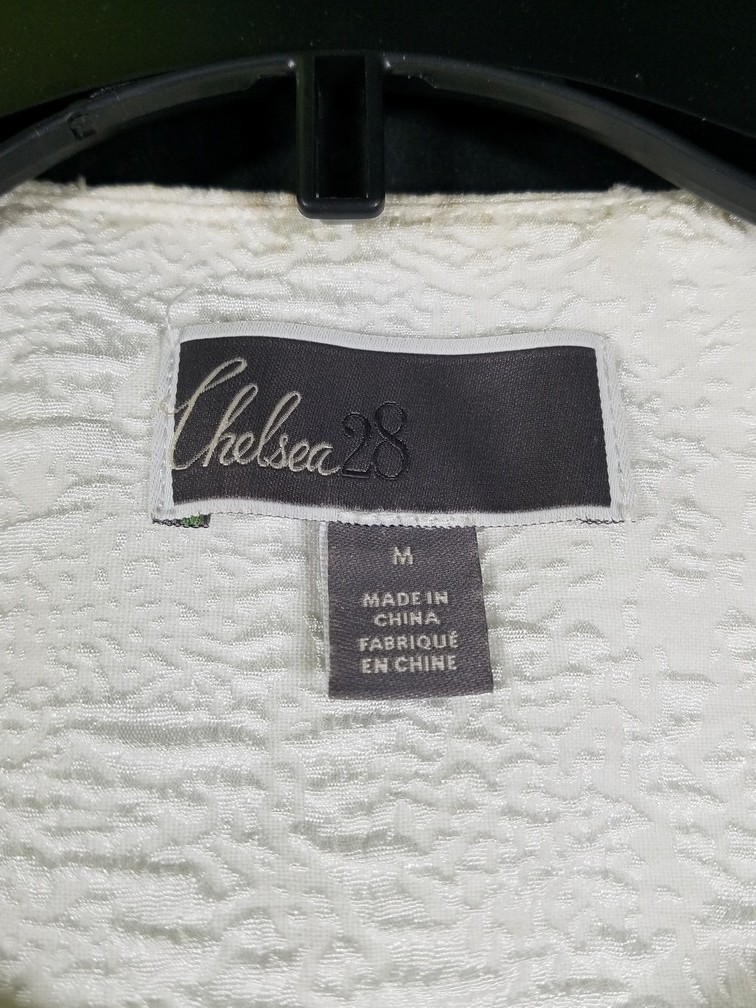 Chelsea28
M
MADE IN
CHINA
FABRIQUÉ
EN CHINE